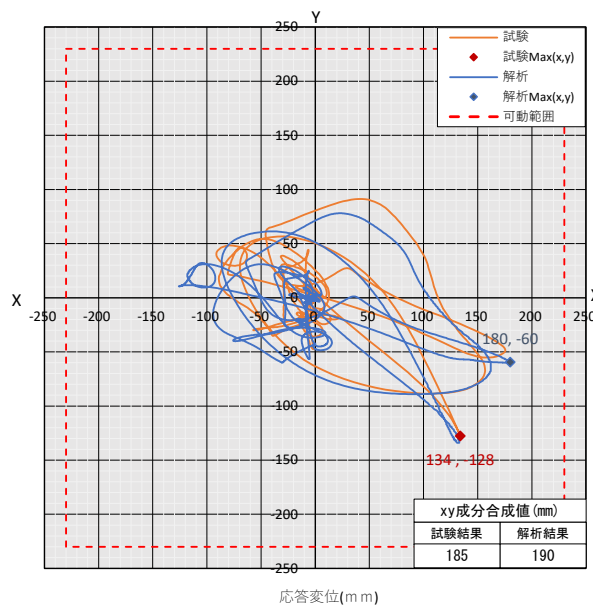 Y
250
200
150
100
50
0
-50
-100
-150
-200
-250
X
X
-250 -200 -150 -100 -50 0 50 100 150 200 250
試験
試験Max(x,y)
解析
解析Max(x,y)
可動範囲
180, -60
134 , -128
xy成分合成値(㎜)
試験結果 解析結果
185 190
応答変位(ｍｍ)